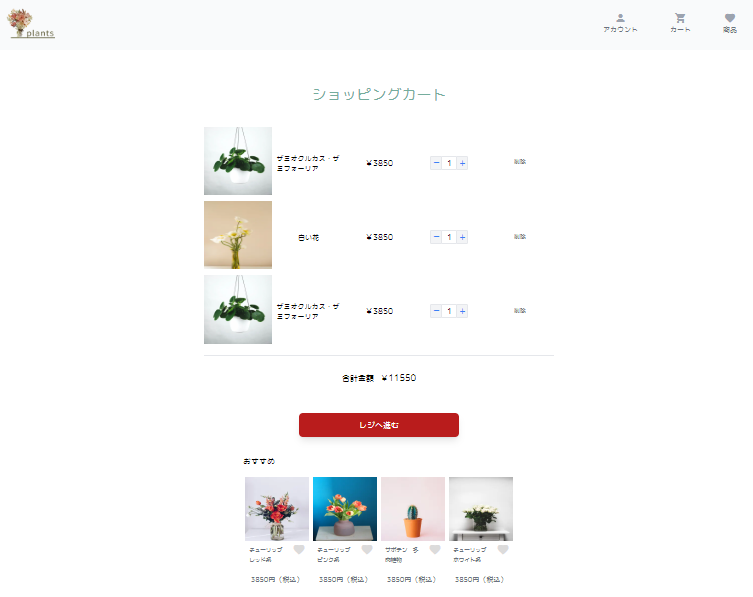 plants
アカウント
カート
商品
ショッピングカート
ザミオクルカス・ザ
ミフォーリア
¥3850
− 1 +
削除
白い花
¥3850
− 1 +
削除
ザミオクルカス・ザ
ミフォーリア
¥3850
− 1 +
削除
合計金額 ¥11550
レジへ進む
おすすめ
チューリップ
レッド系
3850円（税込）
チューリップ
ピンク系
3850円（税込）
サボテン 多
肉植物
3850円（税込）
チューリップ
ホワイト系
3850円（税込）